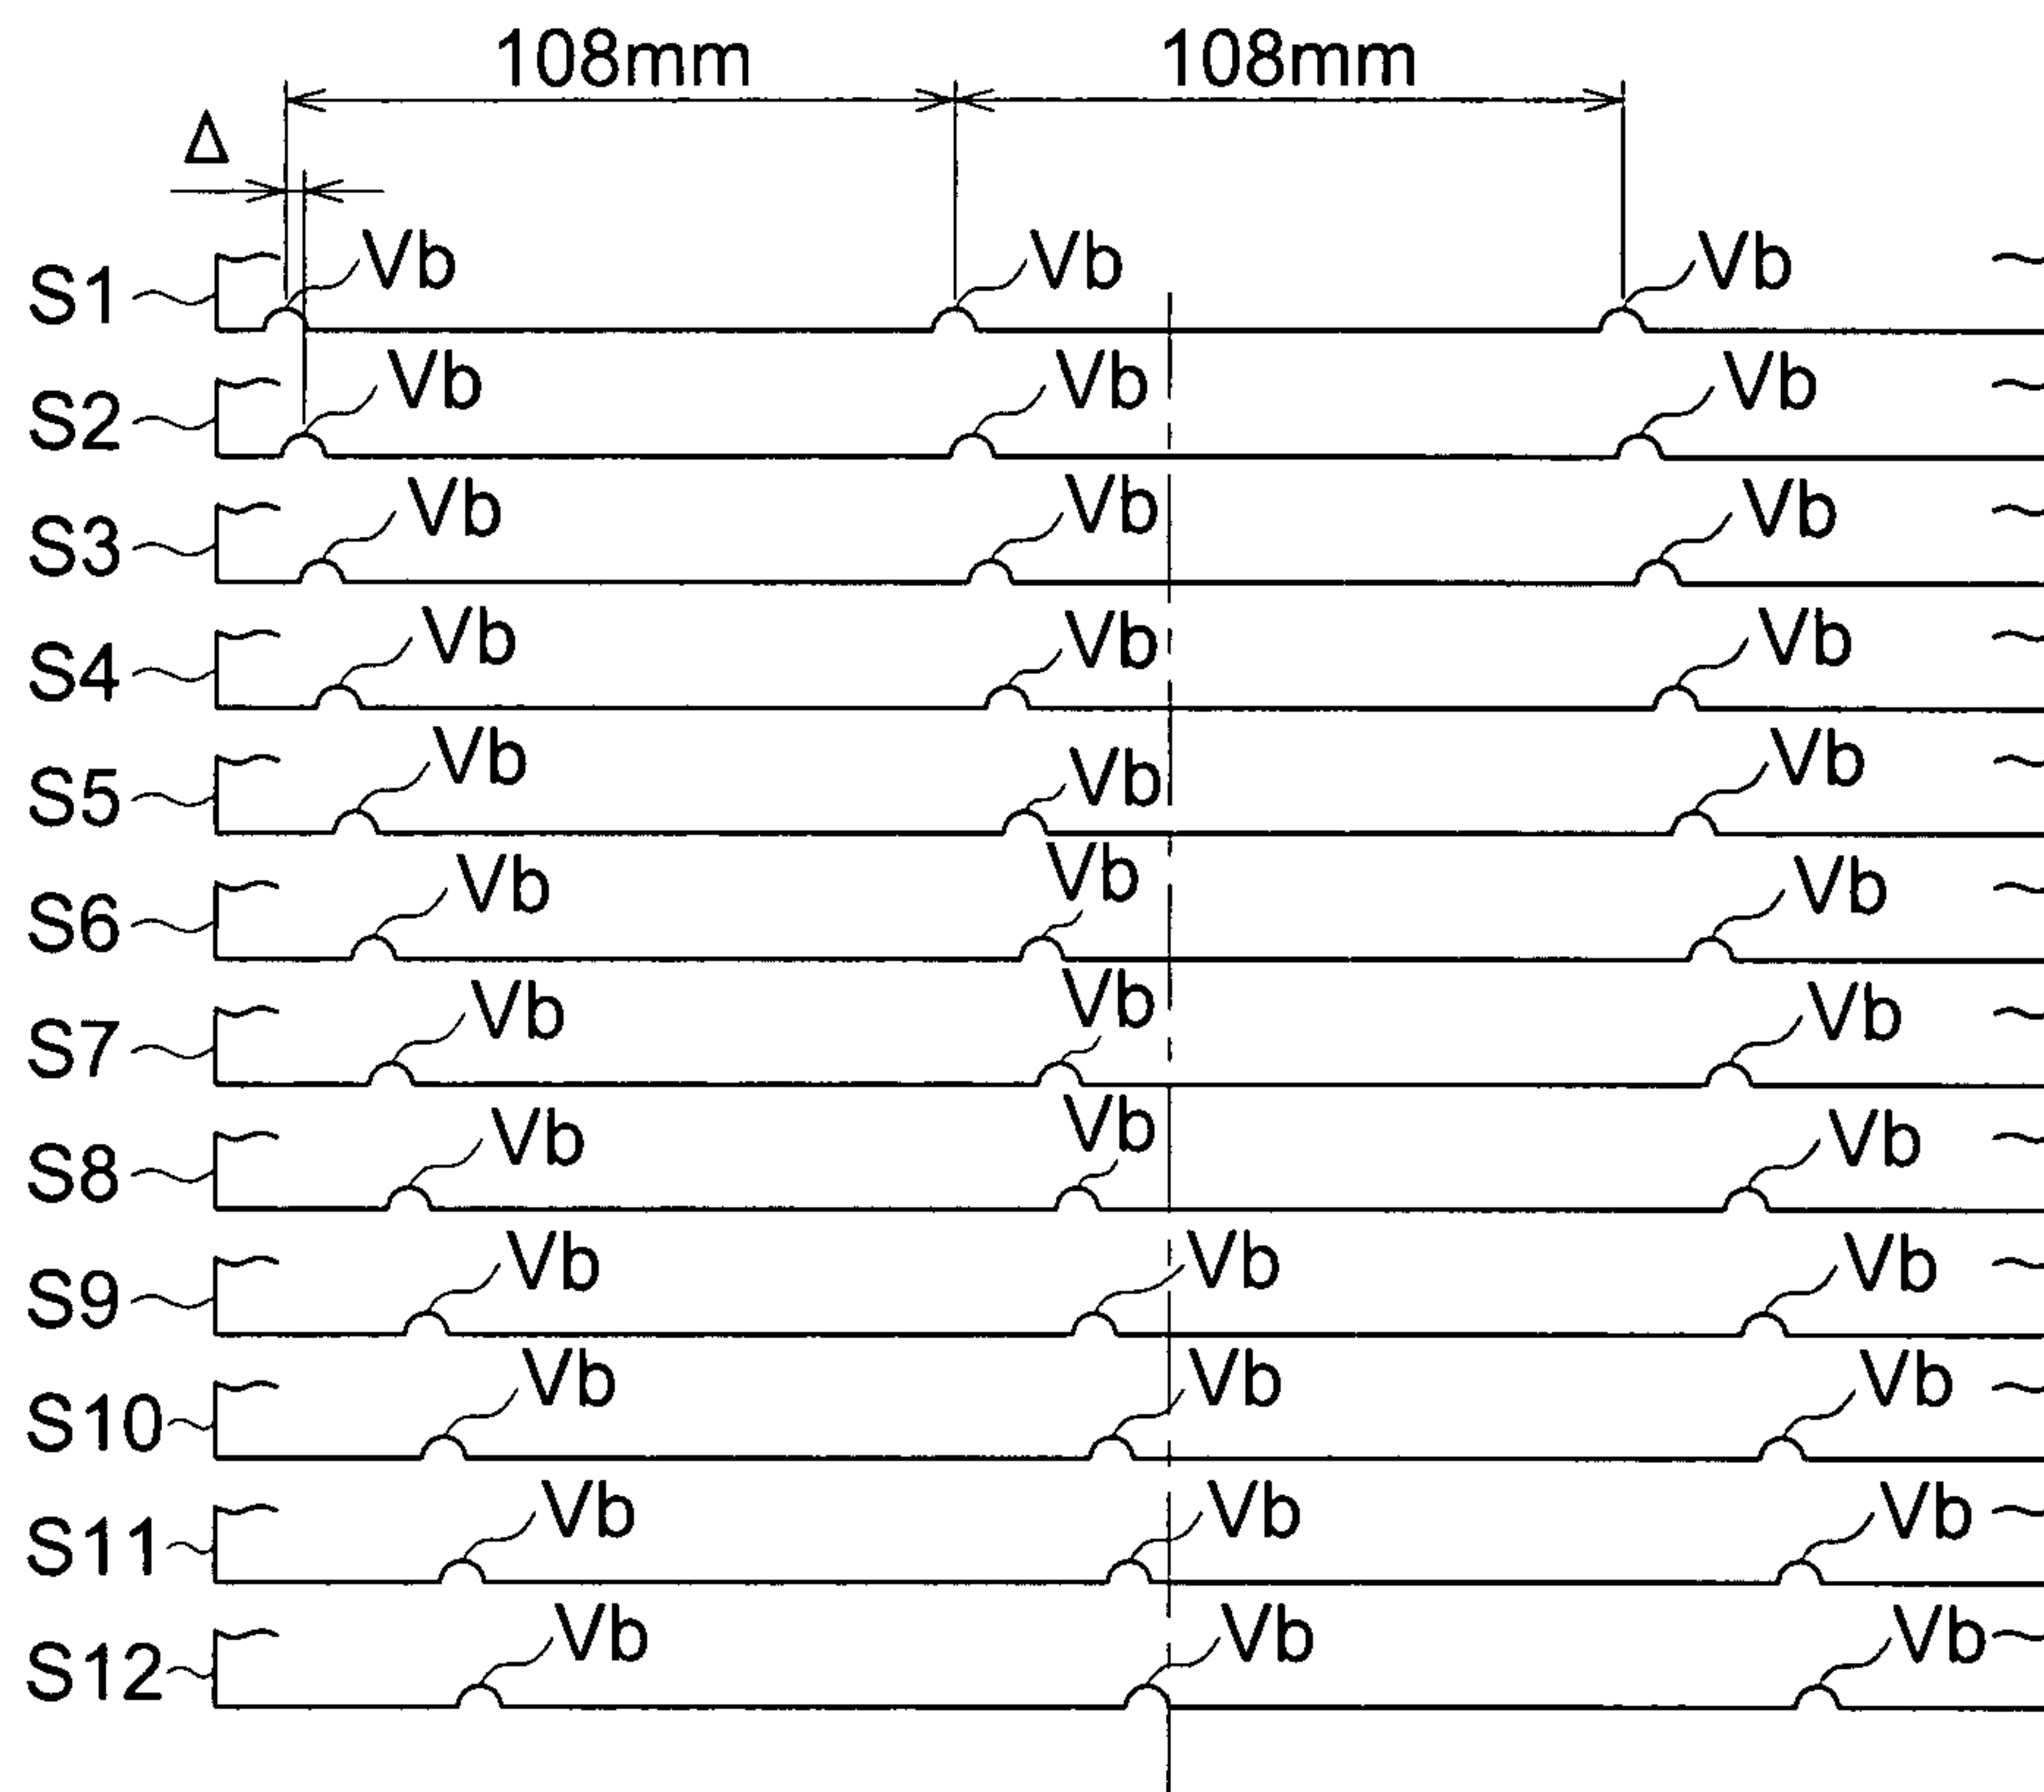 108mm 108mm
Δ
S1 Vb Vb Vb
S2 Vb Vb Vb
S3 Vb Vb Vb
S4 Vb Vb Vb
S5 Vb Vb Vb
S6 Vb Vb Vb
S7 Vb Vb Vb
S8 Vb Vb Vb
S9 Vb Vb Vb
S10 Vb Vb Vb
S11 Vb Vb Vb
S12 Vb Vb Vb